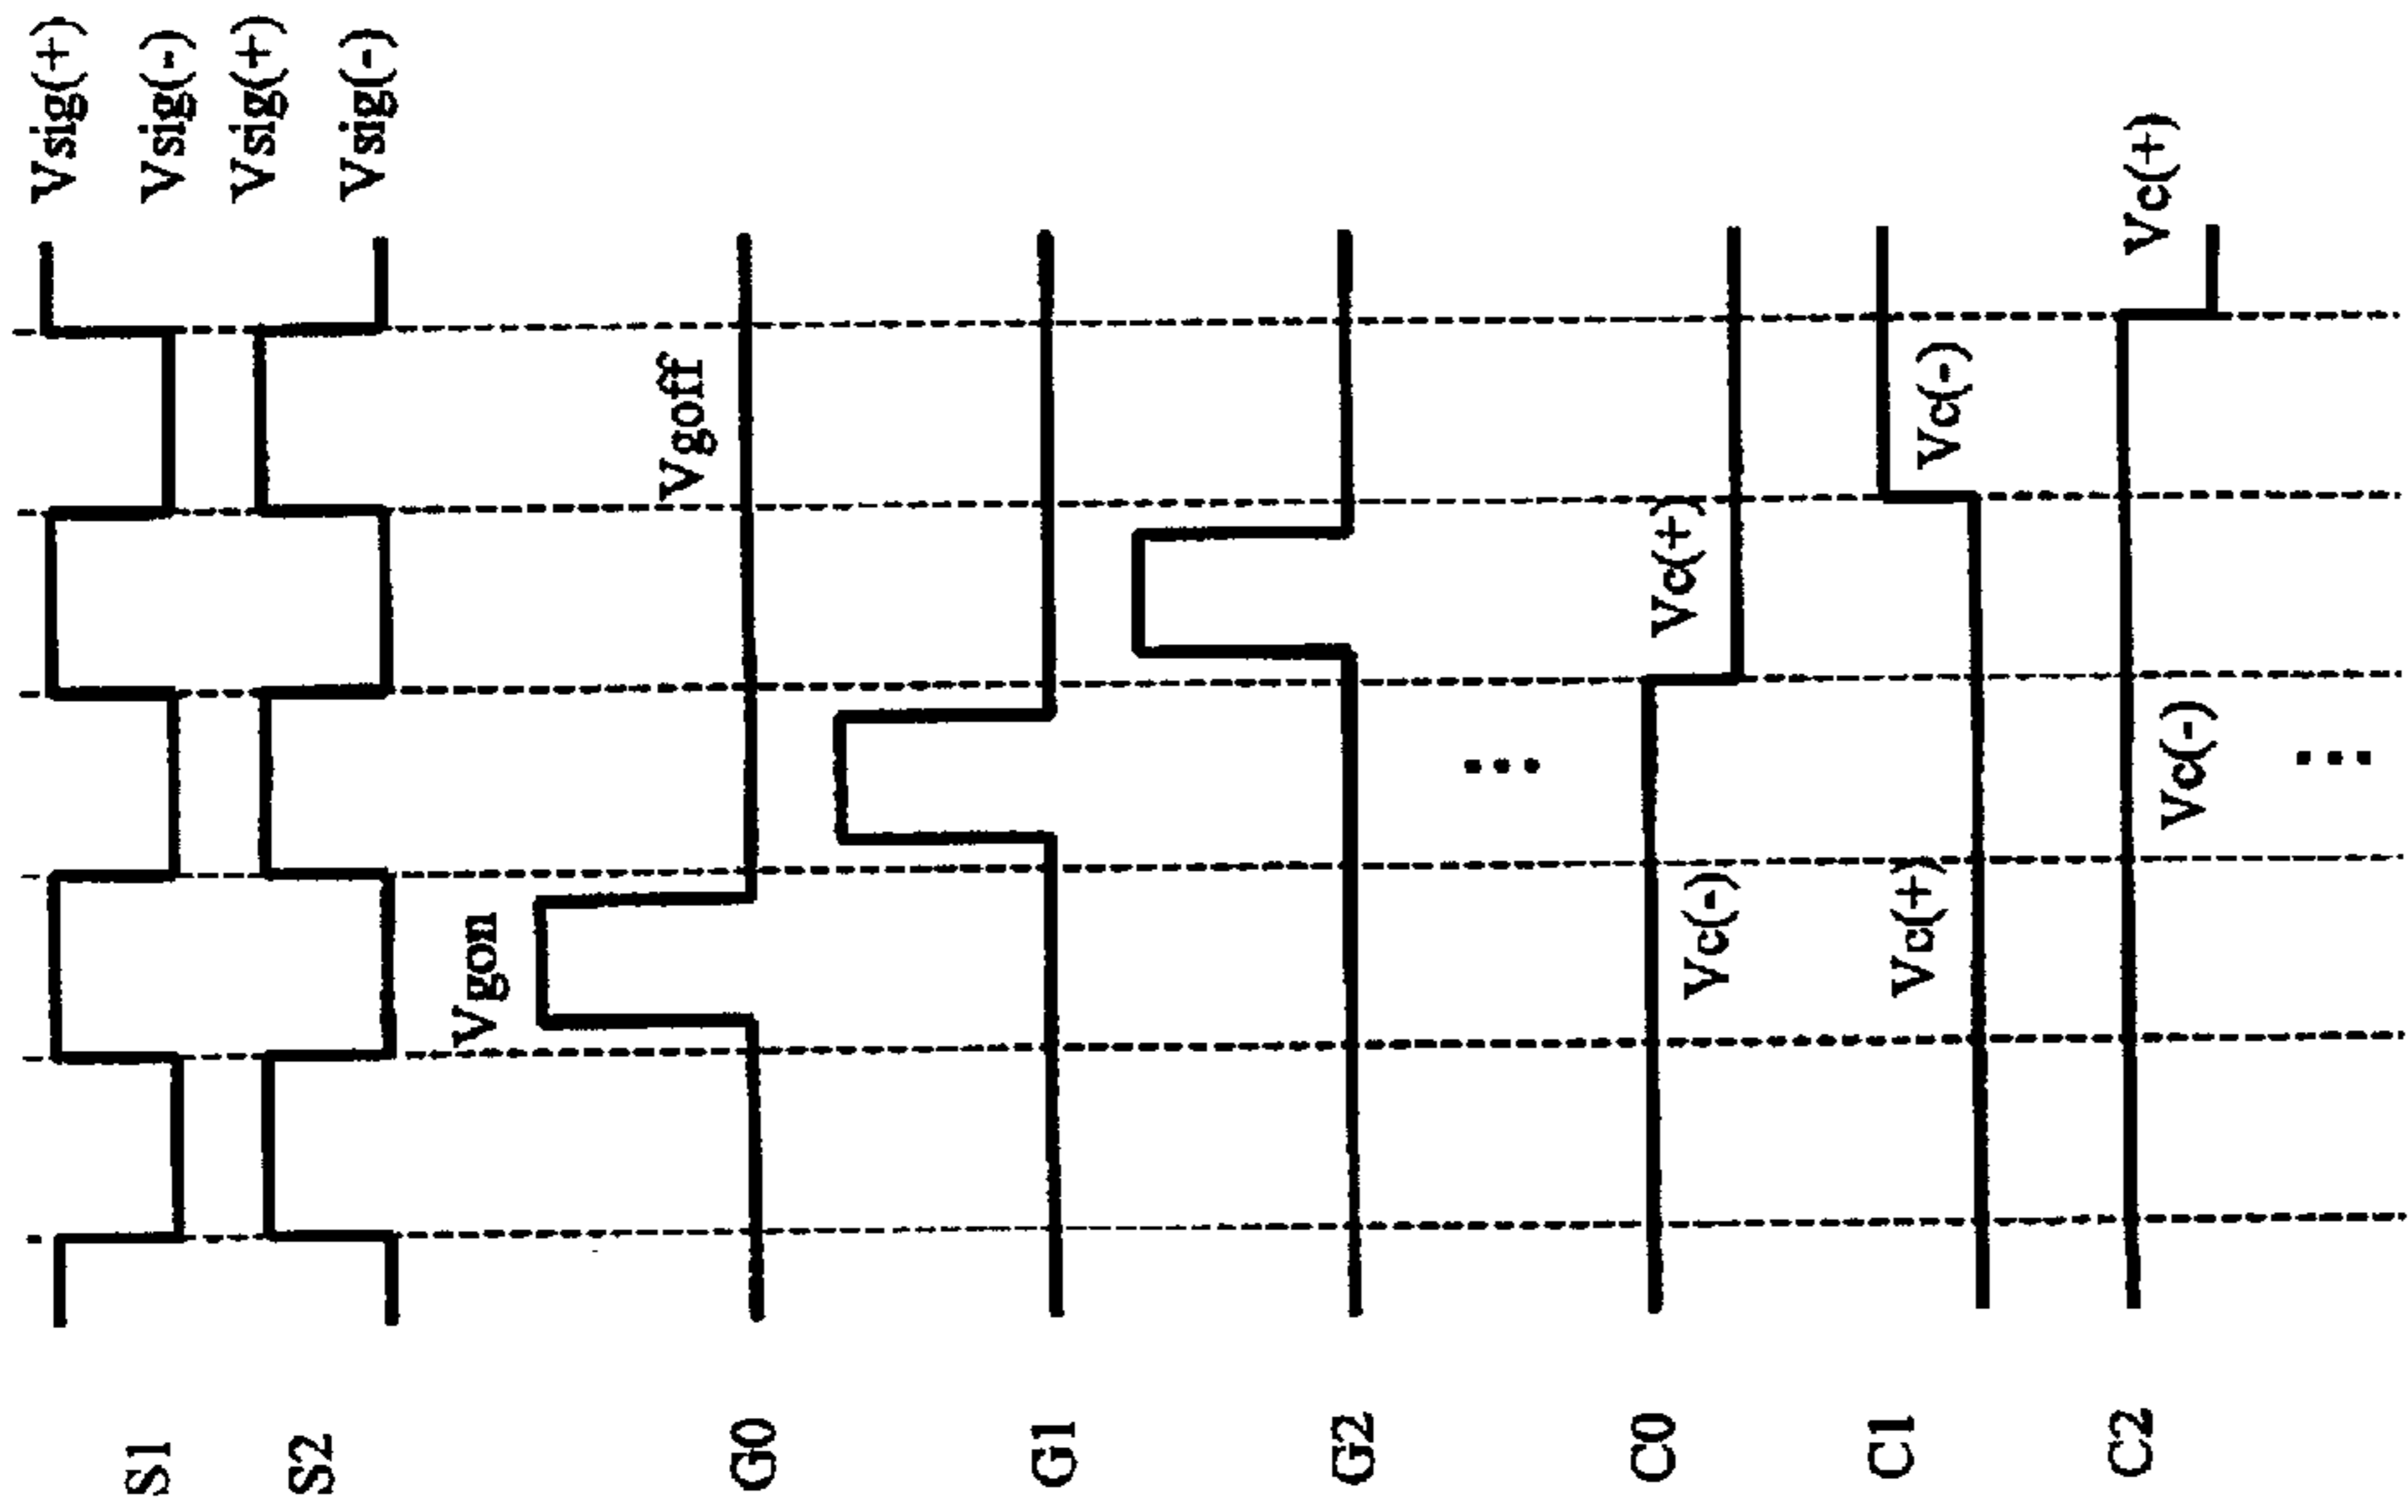 S1
Vsig(+)
Vsig(-)
S2
Vsig(+)
Vsig(-)
Vgon
Vgoff
G0
G1
G2
C0
Vc(-)
Vc(+)
C1
Vc(+)
Vc(-)
C2
Vc(-)
Vc(+)